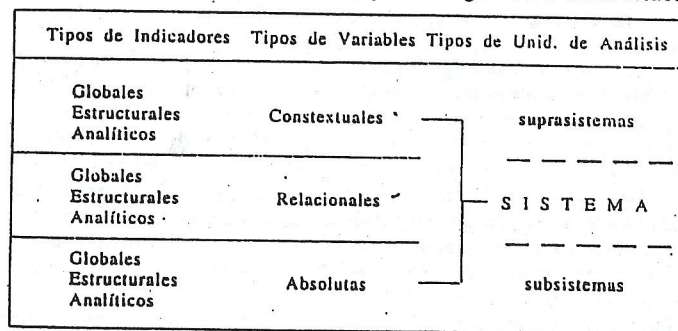 Tipos de Indicadores Tipos de Variables Tipos de Unid. de Análisis
Globales
Estructurales
Analíticos
Constextuales
suprasistemas
Globales
Estructurales
Analíticos
Relacionales
S I S T E M A
Globales
Estructurales
Analíticos
Absolutas
subsistemas